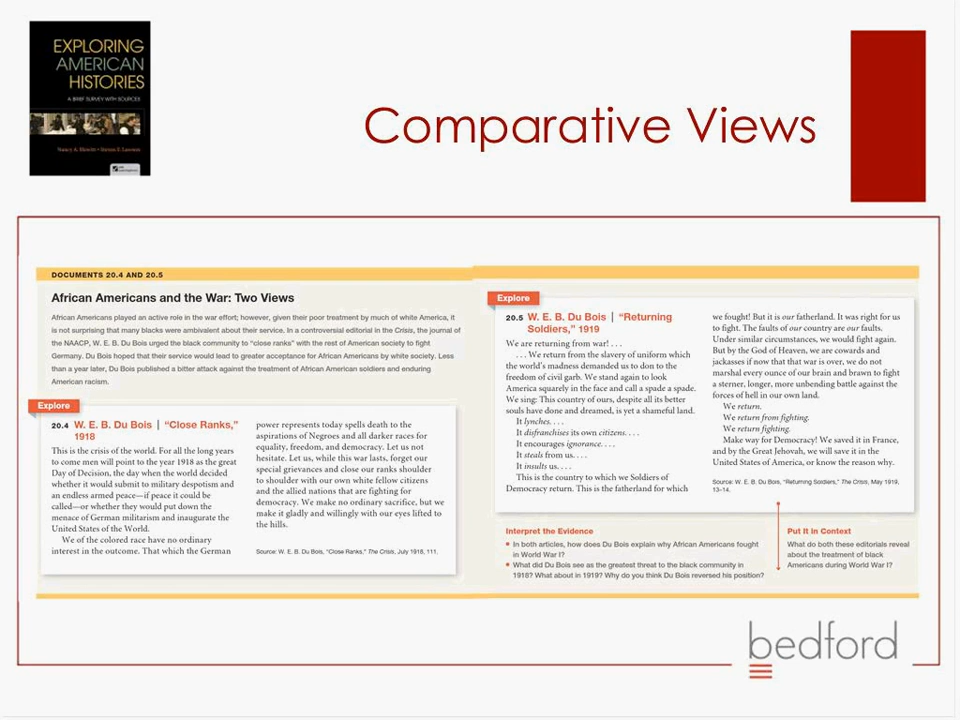 EXPLORING
AMERICAN
HISTORIES
A BRIEF SURVEY WITH SOURCES
Nancy A. Hewitt • Steven F. Lawson
Comparative Views
DOCUMENTS 20.4 AND 20.5
African Americans and the War: Two Views
African Americans played an active role in the war effort; however, given their poor treatment by much of white America, it
is not surprising that many blacks were ambivalent about their service. In a controversial editorial in the Crisis, the journal of
the NAACP, W. E. B. Du Bois urged the black community to “close ranks” with the rest of American society to fight
Germany. Du Bois hoped that their service would lead to greater acceptance for African Americans by white society. Less
than a year later, Du Bois published a bitter attack against the treatment of African American soldiers and enduring
American racism.
Explore
20.4 W. E. B. Du Bois | “Close Ranks,”
1918
This is the crisis of the world. For all the long years
to come men will point to the year 1918 as the great
Day of Decision, the day when the world decided
whether it would submit to military despotism and
an endless armed peace—if peace it could be
called—or whether they would put down the
menace of German militarism and inaugurate the
United States of the World.
We of the colored race have no ordinary
interest in the outcome. That which the German
power represents today spells death to the
aspirations of Negroes and all darker races for
equality, freedom, and democracy. Let us not
hesitate. Let us, while this war lasts, forget our
special grievances and close our ranks shoulder
to shoulder with our own white fellow citizens
and the allied nations that are fighting for
democracy. We make no ordinary sacrifice, but we
make it gladly and willingly with our eyes lifted to
the hills.
Source: W. E. B. Du Bois, “Close Ranks,” The Crisis, July 1918, 111.
Explore
20.5 W. E. B. Du Bois | “Returning
Soldiers,” 1919
We are returning from war! . . .
. . . We return from the slavery of uniform which
the world’s madness demanded us to don to the
freedom of civil garb. We stand again to look
America squarely in the face and call a spade a spade.
We sing: This country of ours, despite all its better
souls have done and dreamed, is yet a shameful land.
It lynches. . . .
It disfranchises its own citizens. . . .
It encourages ignorance. . . .
It steals from us. . . .
It insults us. . . .
This is the country to which we Soldiers of
Democracy return. This is the fatherland for which
we fought! But it is our fatherland. It was right for us
to fight. The faults of our country are our faults.
Under similar circumstances, we would fight again.
But by the God of Heaven, we are cowards and
jackasses if now that that war is over, we do not
marshal every ounce of our brain and brawn to fight
a sterner, longer, more unbending battle against the
forces of hell in our own land.
We return.
We return from fighting.
We return fighting.
Make way for Democracy! We saved it in France,
and by the Great Jehovah, we will save it in the
United States of America, or know the reason why.
Source: W. E. B. Du Bois, “Returning Soldiers,” The Crisis, May 1919,
13–14.
Interpret the Evidence
• In both articles, how does Du Bois explain why African Americans fought
in World War I?
• What did Du Bois see as the greatest threat to the black community in
1918? What about in 1919? Why do you think Du Bois reversed his position?
Put It in Context
What do both these editorials reveal
about the treatment of black
Americans during World War I?
bedford